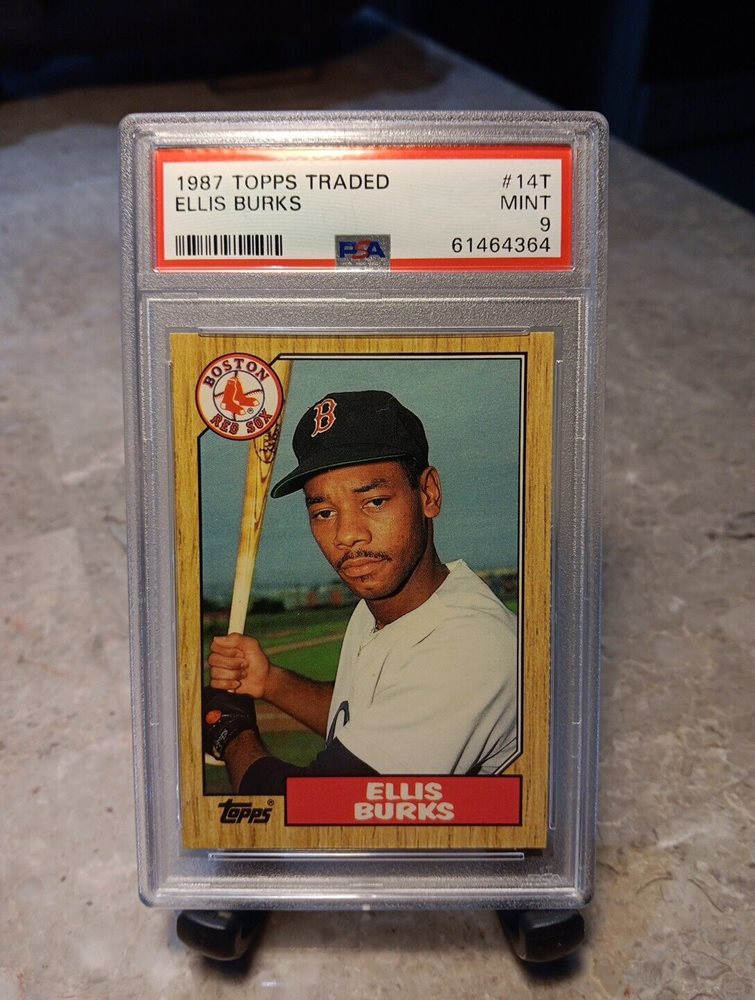 1987 TOPPS TRADED #14T
ELLIS BURKS MINT
9
PSA 61464364
BOSTON
RED SOX
B
ELLIS
BURKS
Topps®